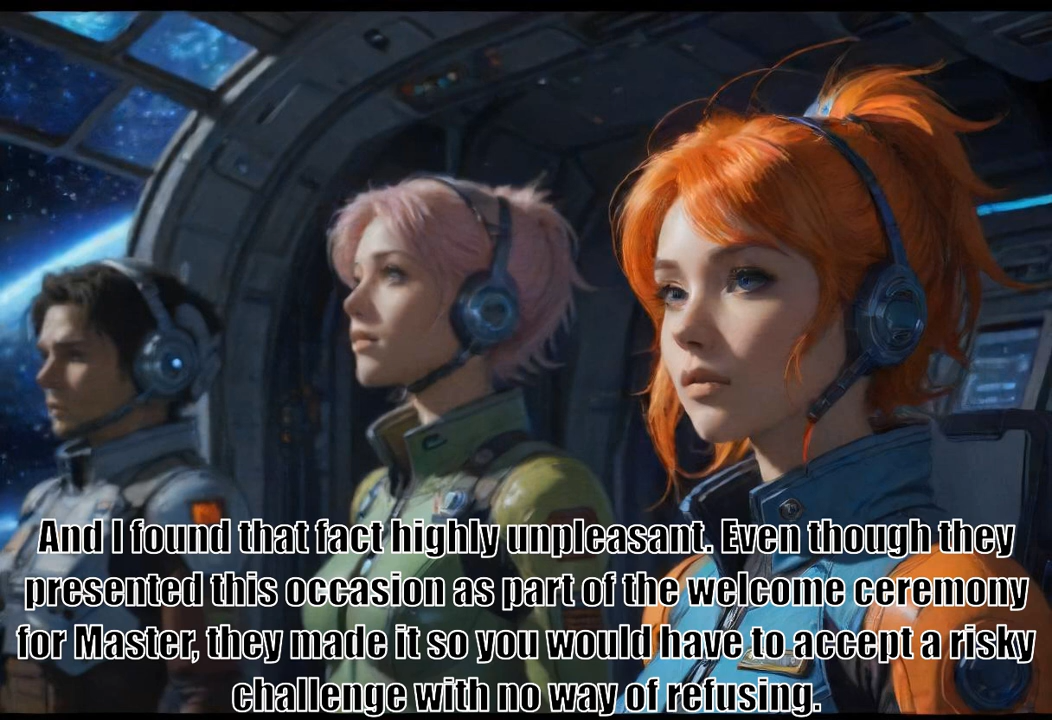 And I found that fact highly unpleasant. Even though they
presented this occasion as part of the welcome ceremony
for Master, they made it so you would have to accept a risky
challenge with no way of refusing.